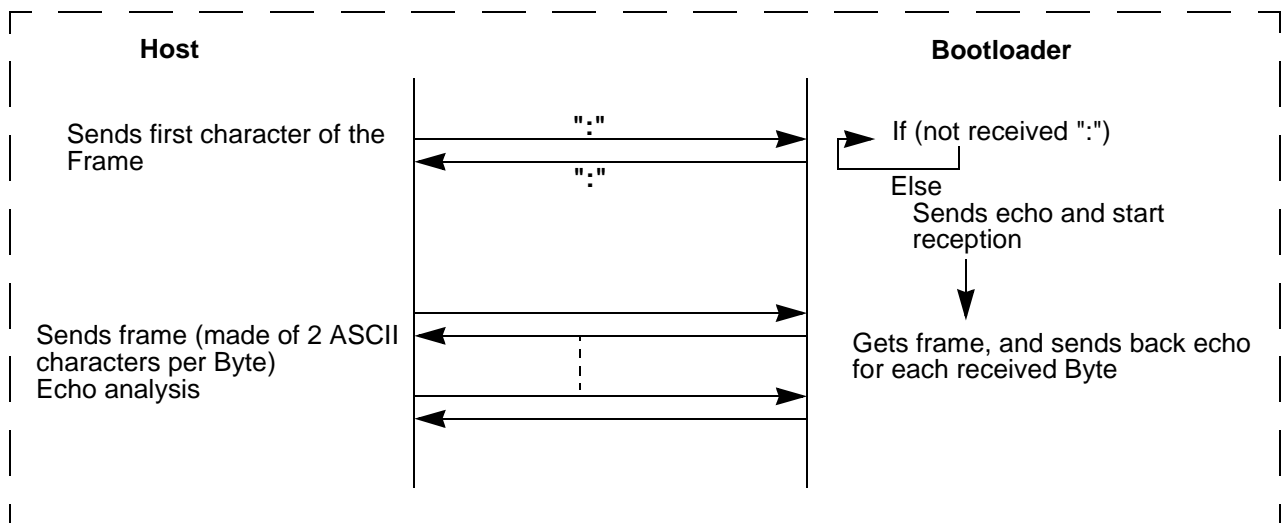 Host
Bootloader
Sends first character of the
Frame
":"
":"
If (not received ":")
Else
Sends echo and start
reception
Sends frame (made of 2 ASCII
characters per Byte)
Echo analysis
Gets frame, and sends back echo
for each received Byte